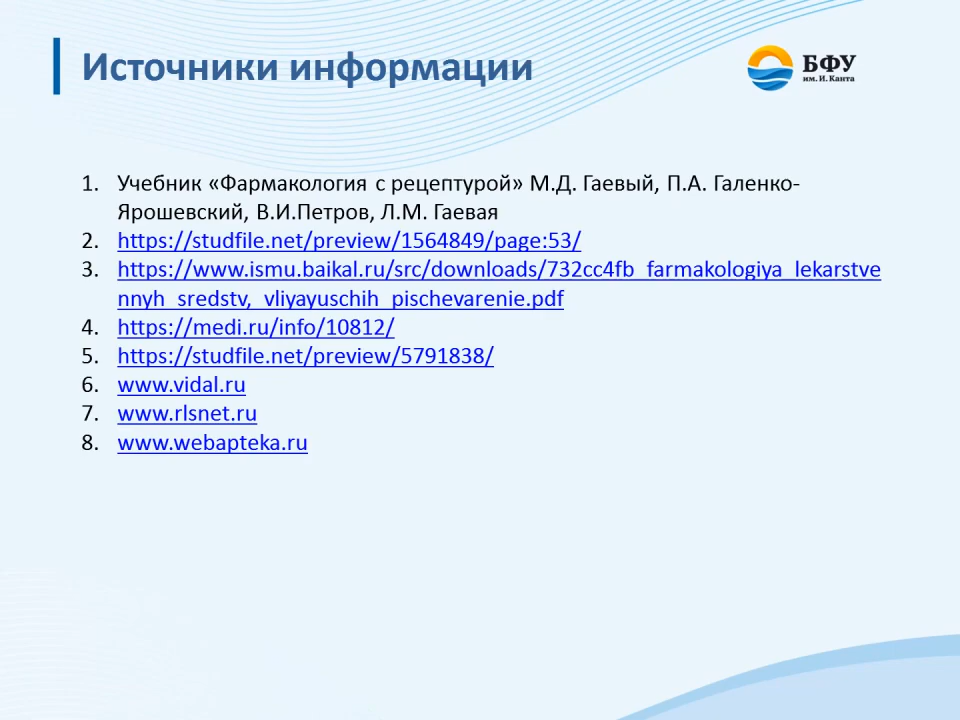 Источники информации
БФУ
им. И. Канта
1. Учебник «Фармакология с рецептурой» М.Д. Гаевый, П.А. Галенко-
Ярошевский, В.И.Петров, Л.М. Гаевая
2. https://studfile.net/preview/1564849/page:53/
3. https://www.ismu.baikal.ru/src/downloads/732cc4fb_farmakologiya_lekarstve
nnyh_sredstv,_vliyayuschih_pischevarenie.pdf
4. https://medi.ru/info/10812/
5. https://studfile.net/preview/5791838/
6. www.vidal.ru
7. www.rlsnet.ru
8. www.webapteka.ru